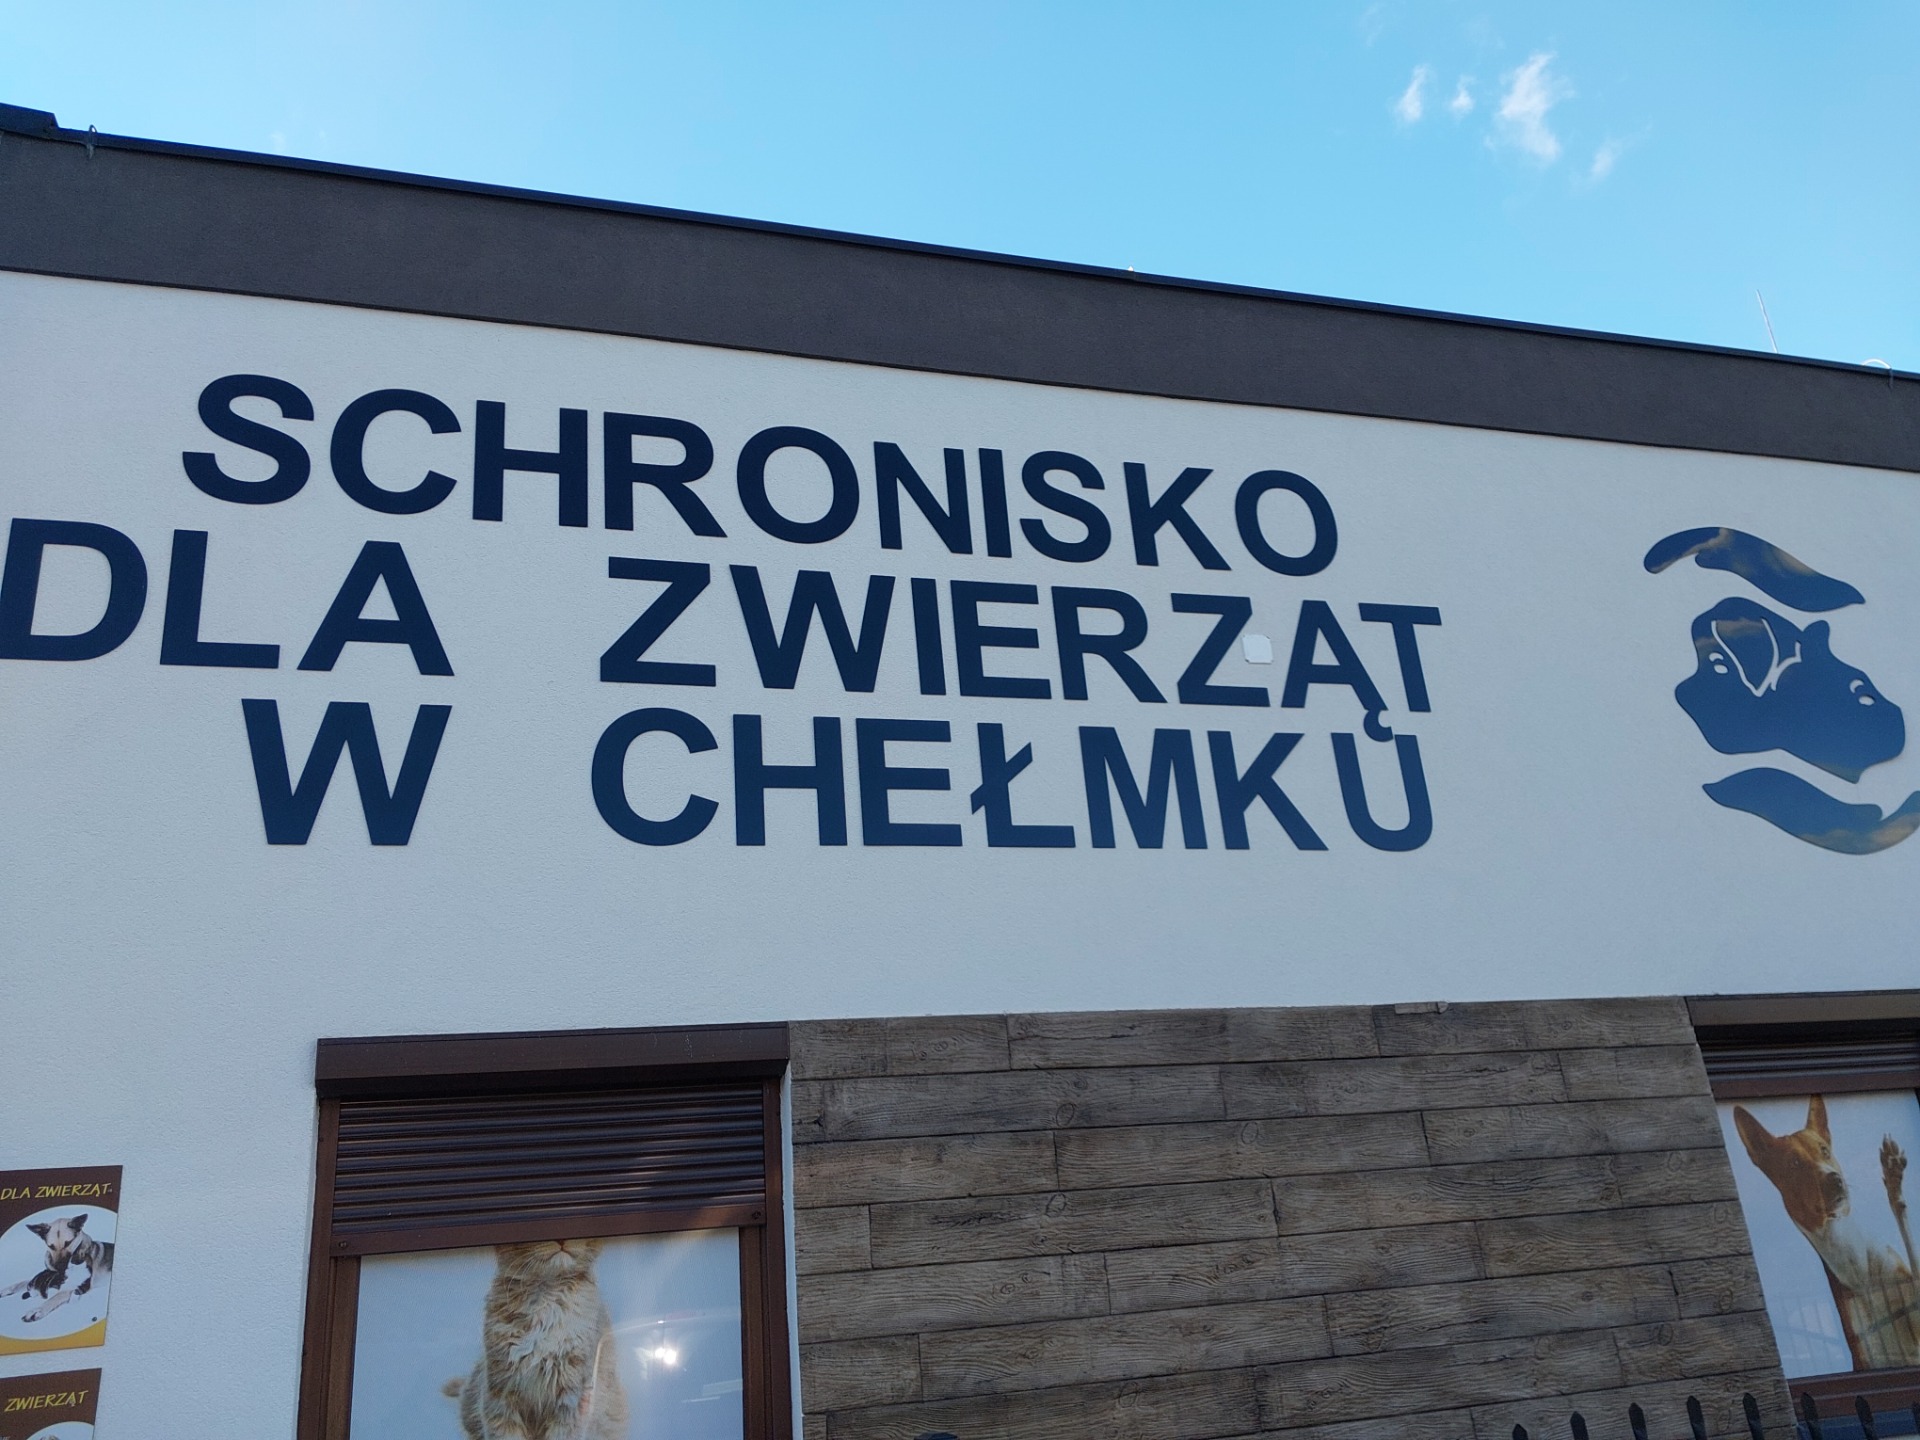 SCHRONISKO
DLA ZWIERZĄT
W CHEŁMKU
DLA ZWIERZĄT
ZWIERZĄT